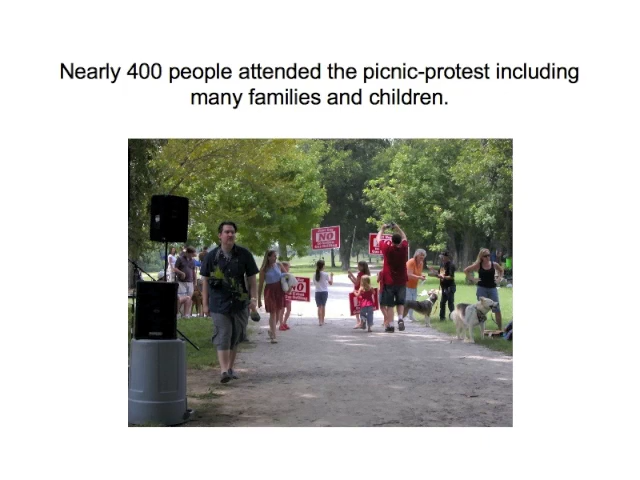 Nearly 400 people attended the picnic-protest including
many families and children.
NO
NO